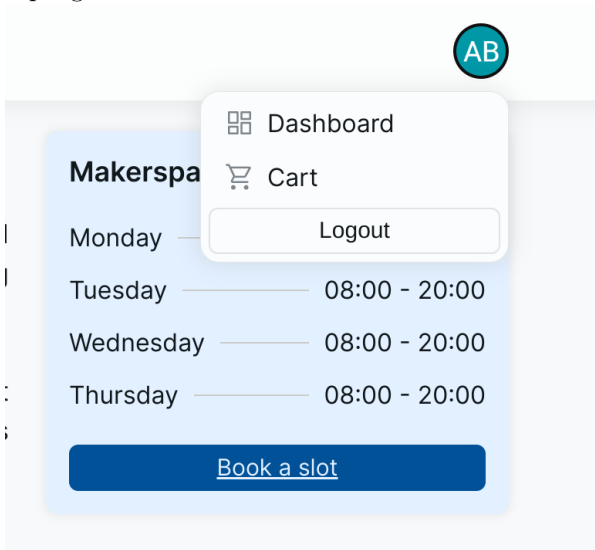 AB
Dashboard
Cart
Logout
Makerspa
Monday
Tuesday 08:00 - 20:00
Wednesday 08:00 - 20:00
Thursday 08:00 - 20:00
Book a slot